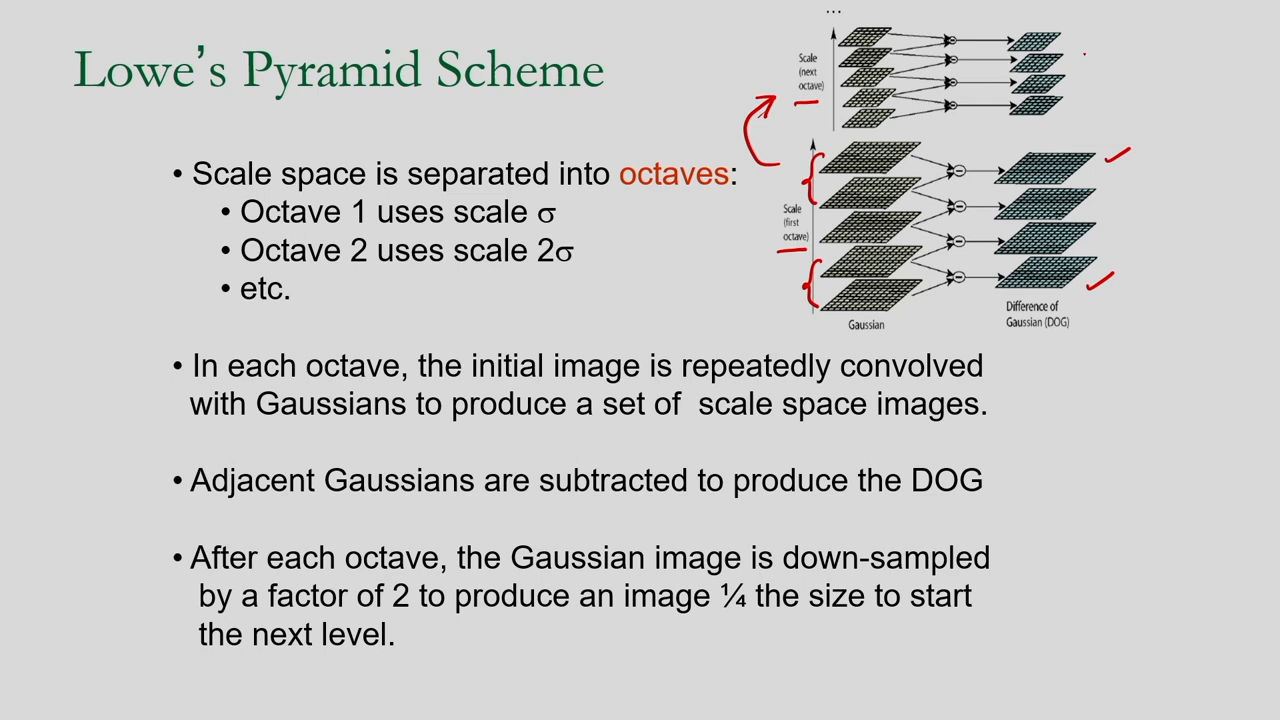 Lowe’s Pyramid Scheme
• Scale space is separated into octaves:
• Octave 1 uses scale σ
• Octave 2 uses scale 2σ
• etc.
• In each octave, the initial image is repeatedly convolved
with Gaussians to produce a set of scale space images.
• Adjacent Gaussians are subtracted to produce the DOG
• After each octave, the Gaussian image is down-sampled
by a factor of 2 to produce an image ¼ the size to start
the next level.
...
Scale
(next
octave)
Scale
(first
octave)
Gaussian
Difference of
Gaussian (DOG)